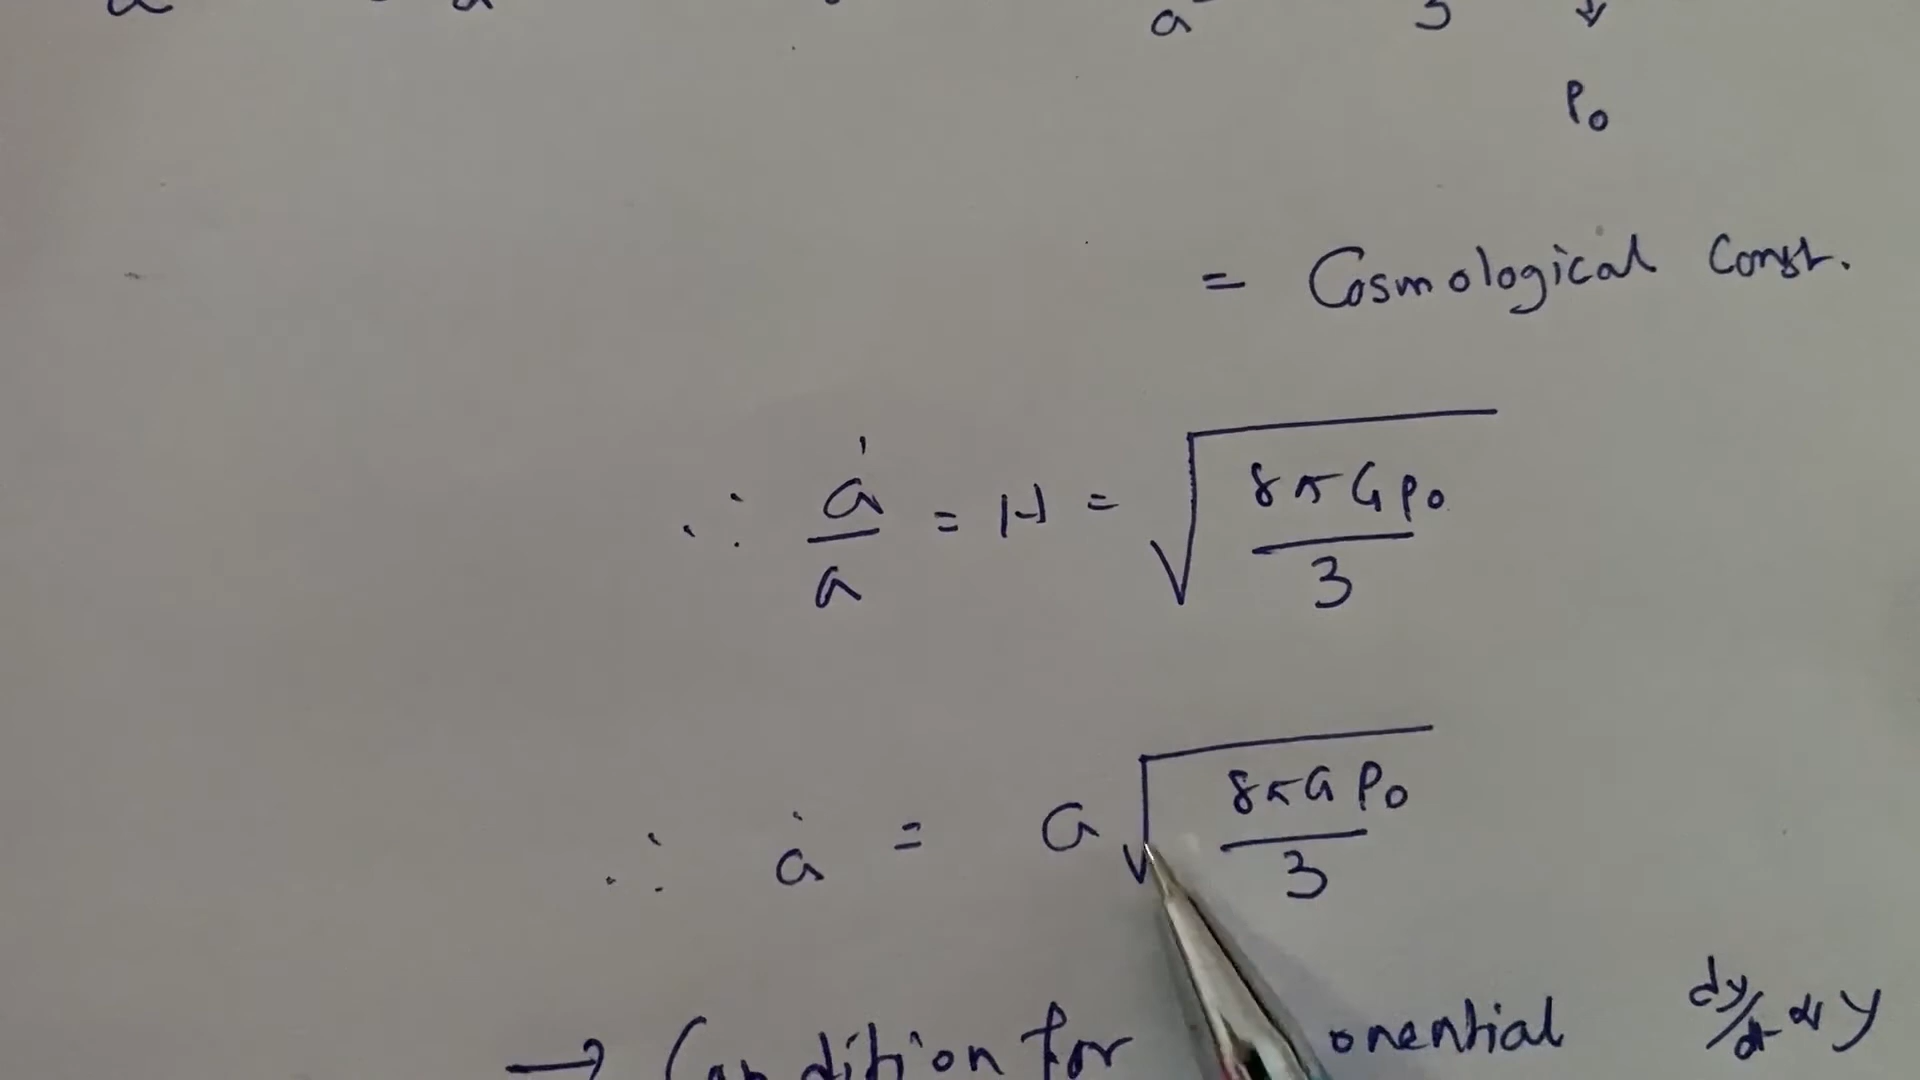 ρ₀
= Cosmological Const.
∴ ȧ/a = H = √(8πGρ₀/3)
∴ ȧ = a √(8πGρ₀/3)
→ Condition for onential dy/dt ∝ y